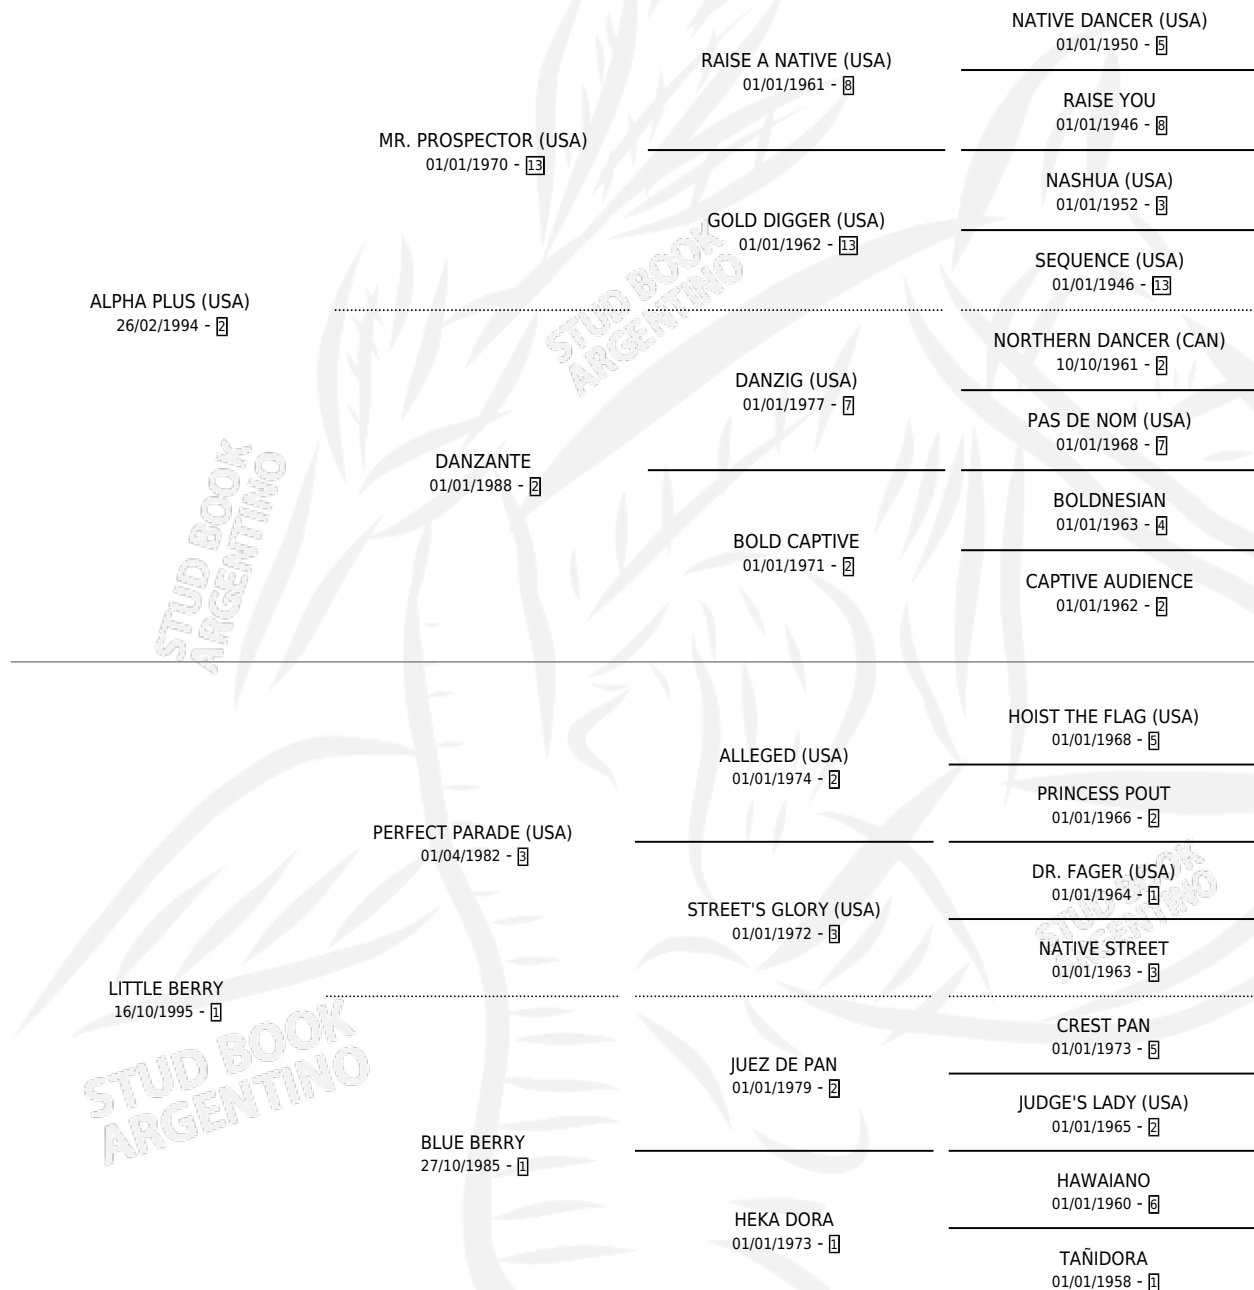 NATIVE DANCER (USA)
01/01/1950 - 5
RAISE A NATIVE (USA)
01/01/1961 - 8
RAISE YOU
01/01/1946 - 8
MR. PROSPECTOR (USA)
01/01/1970 - 13
NASHUA (USA)
01/01/1952 - 3
GOLD DIGGER (USA)
01/01/1962 - 13
SEQUENCE (USA)
01/01/1946 - 13
ALPHA PLUS (USA)
26/02/1994 - 2
STUD BOOK
ARGENTINO
NORTHERN DANCER (CAN)
10/10/1961 - 2
DANZIG (USA)
01/01/1977 - 7
PAS DE NOM (USA)
01/01/1968 - 7
DANZANTE
01/01/1988 - 2
BOLDNESIAN
01/01/1963 - 4
BOLD CAPTIVE
01/01/1971 - 2
CAPTIVE AUDIENCE
01/01/1962 - 2
STUD BOOK
ARGENTINO
HOIST THE FLAG (USA)
01/01/1968 - 5
ALLEGED (USA)
01/01/1974 - 2
PRINCESS POUT
01/01/1966 - 2
PERFECT PARADE (USA)
01/04/1982 - 3
DR. FAGER (USA)
01/01/1964 - 1
STREET'S GLORY (USA)
01/01/1972 - 3
STUD BOOK
ARGENTINO
NATIVE STREET
01/01/1963 - 3
LITTLE BERRY
16/10/1995 - 1
CREST PAN
01/01/1973 - 5
JUEZ DE PAN
01/01/1979 - 2
STUD BOOK
ARGENTINO
JUDGE'S LADY (USA)
01/01/1965 - 2
BLUE BERRY
27/10/1985 - 1
HAWAIANO
01/01/1960 - 6
HEKA DORA
01/01/1973 - 1
TAÑIDORA
01/01/1958 - 1